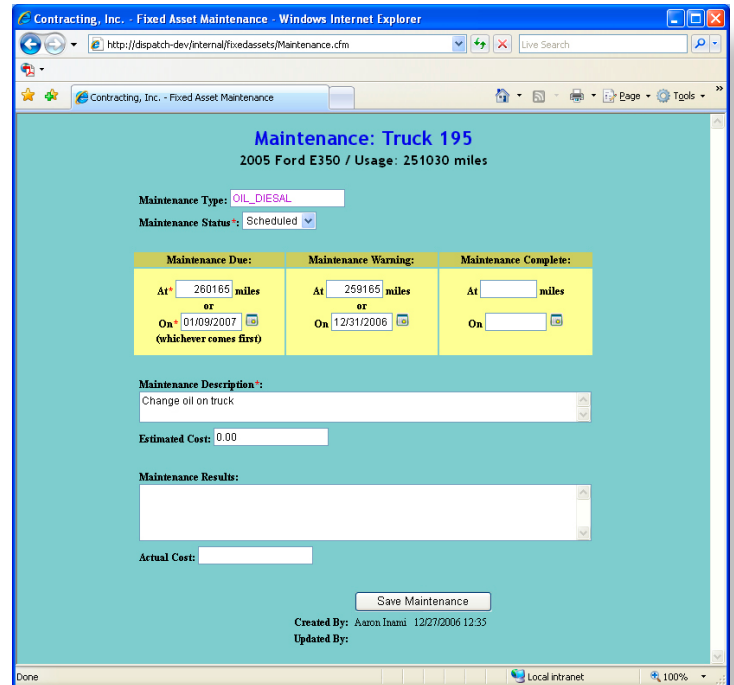 Contracting, Inc. - Fixed Asset Maintenance - Windows Internet Explorer
http://dispatch-dev/internal/fixedassets/Maintenance.cfm
Live Search
Contracting, Inc. - Fixed Asset Maintenance
Page
Tools
»
Maintenance: Truck 195
2005 Ford E350 / Usage: 251030 miles
Maintenance Type: OIL_DIESAL
Maintenance Status*: Scheduled
Maintenance Due: Maintenance Warning: Maintenance Complete:
At* 260165 miles At 259165 miles At miles
or or
On* 01/09/2007 On 12/31/2006 On
(whichever comes first)
Maintenance Description*:
Change oil on truck
Estimated Cost: 0.00
Maintenance Results:
Actual Cost:
Save Maintenance
Created By: Aaron Inami 12/27/2006 12:35
Updated By:
Done Local intranet 100%